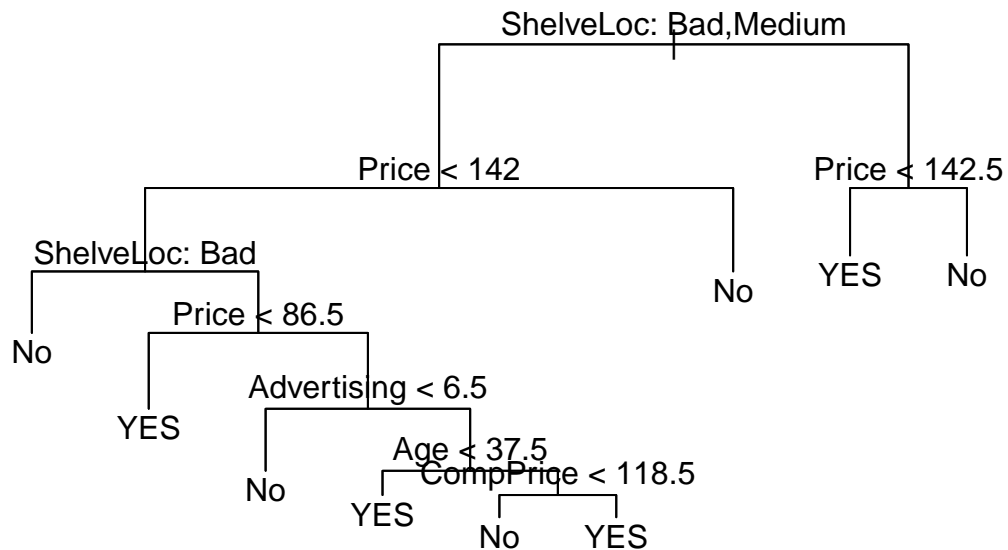 ShelveLoc: Bad,Medium
Price < 142
Price < 142.5
ShelveLoc: Bad
YES
No
No
Price < 86.5
No
Advertising < 6.5
YES
Age < 37.5
CompPrice < 118.5
No
YES
No
YES